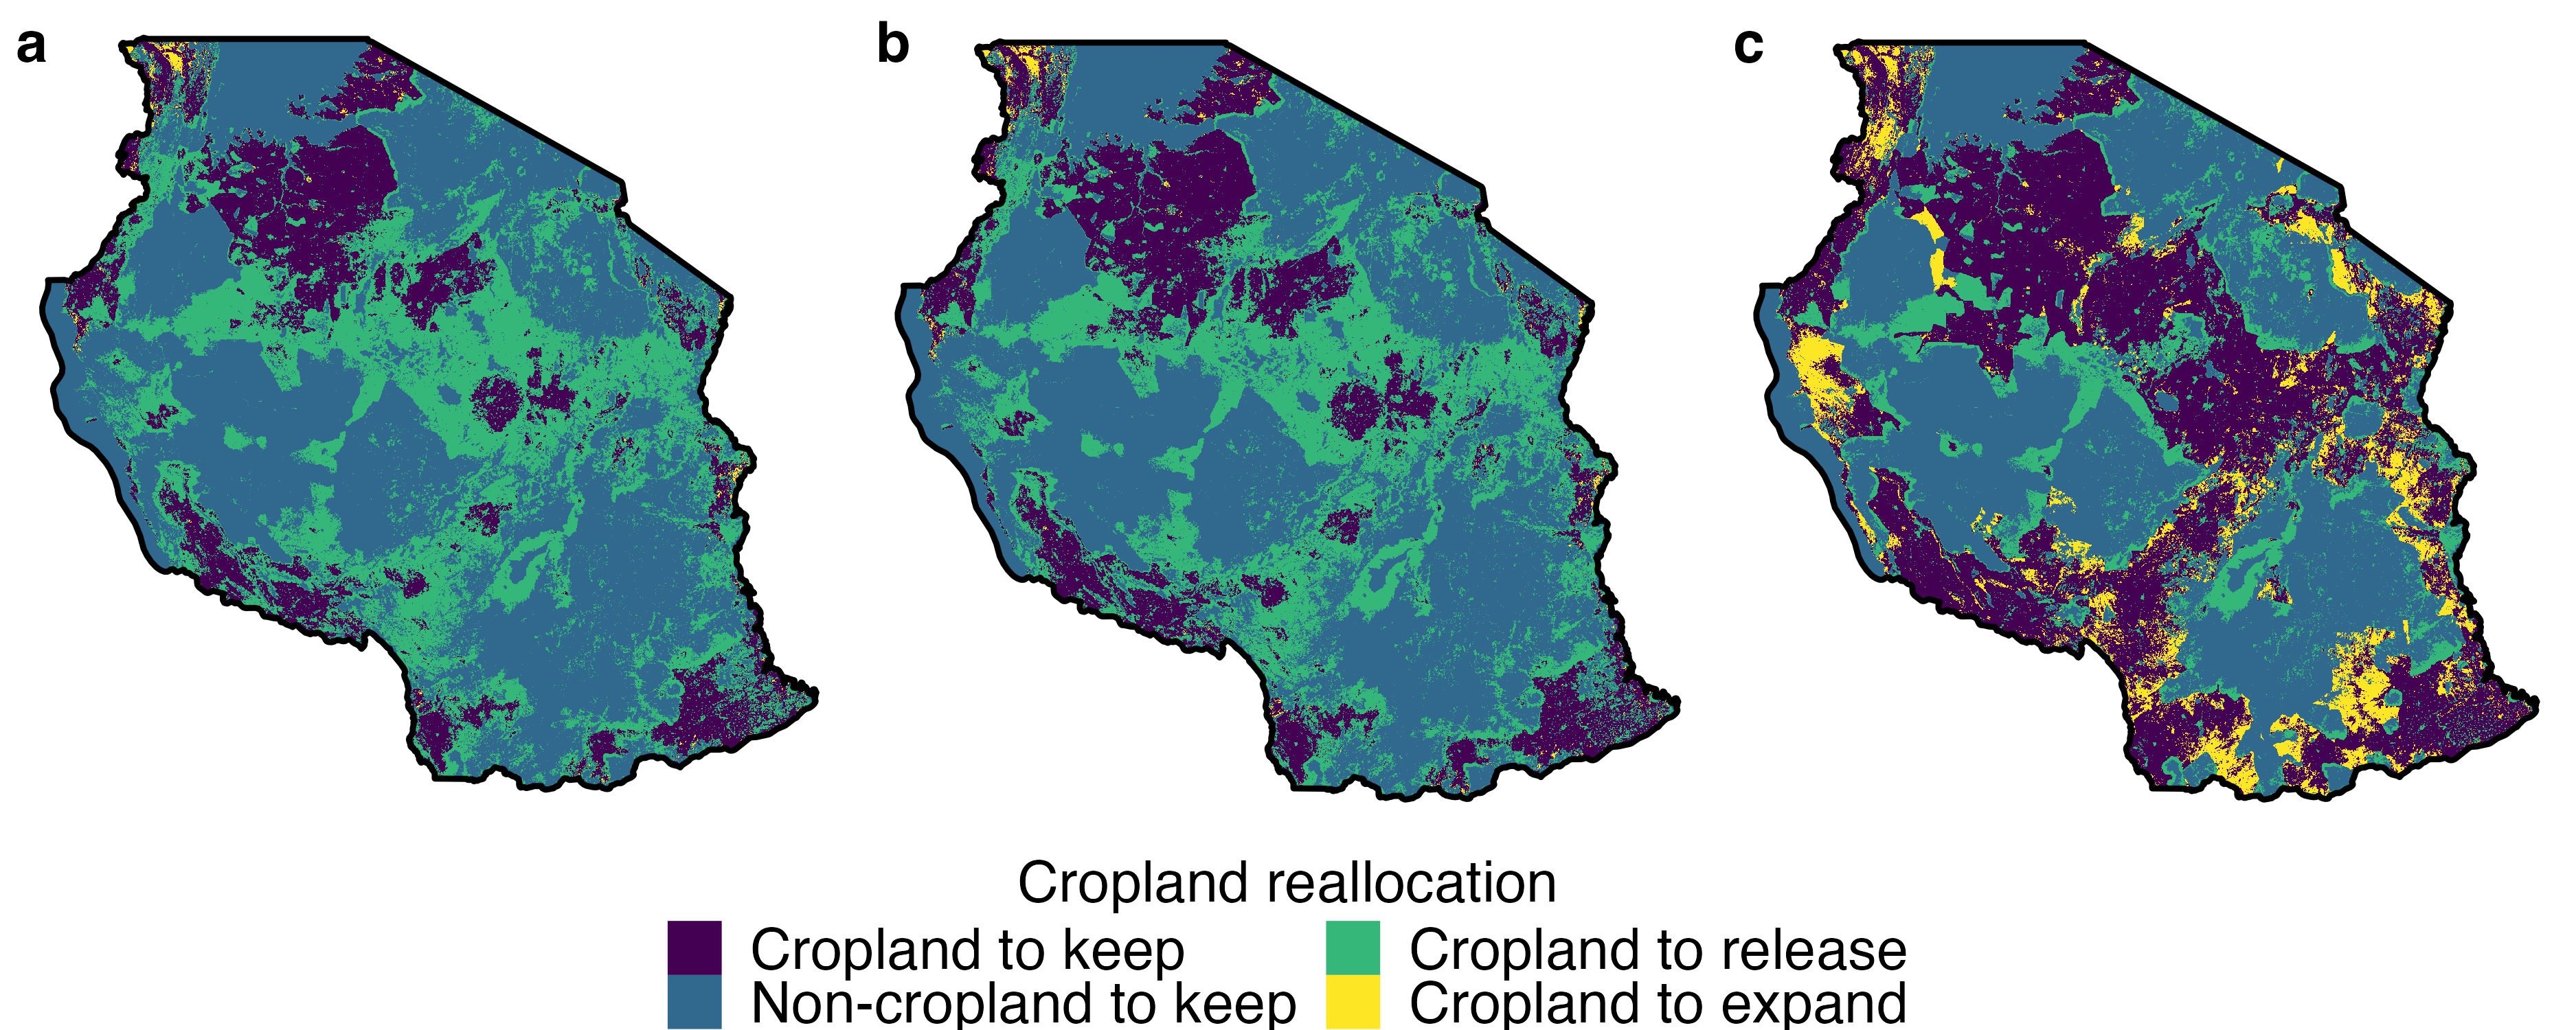 a b c
Cropland reallocation
Cropland to keep Cropland to release
Non-cropland to keep Cropland to expand